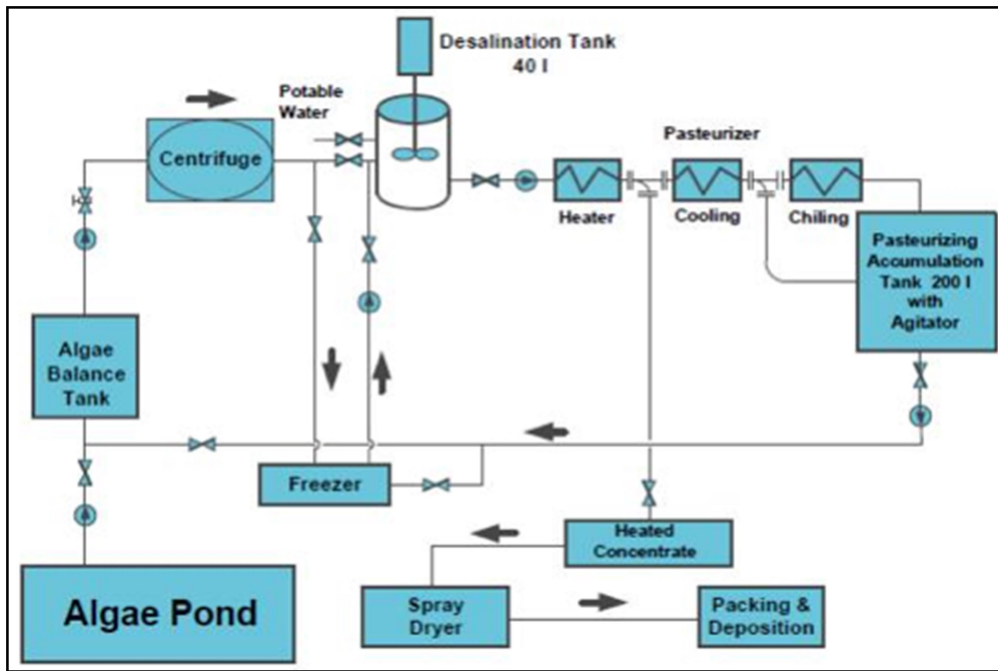 Desalination Tank
40 l
Potable
Water
Centrifuge
Pasteurizer
Heater
Cooling
Chiling
Pasteurizing
Accumulation
Tank 200 l
with
Agitator
Algae
Balance
Tank
Freezer
Heated
Concentrate
Algae Pond
Spray
Dryer
Packing &
Deposition